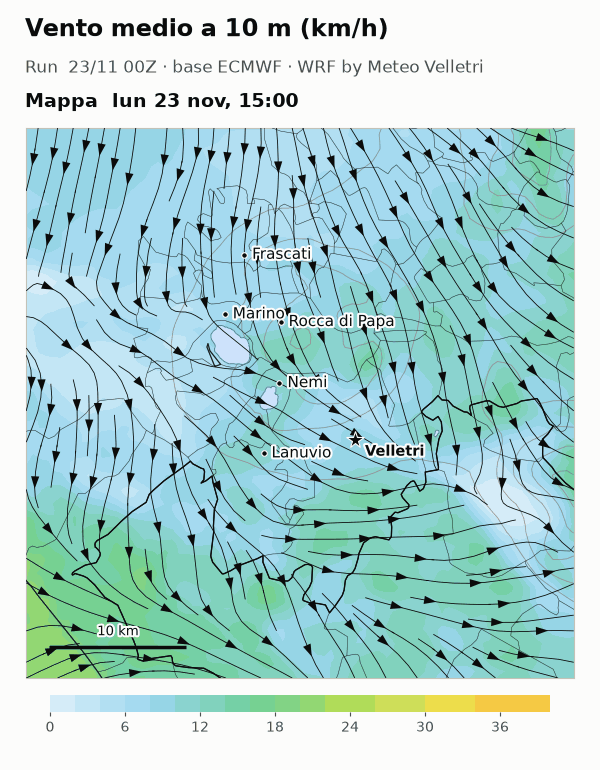 Vento medio a 10 m (km/h)
Run  23/11 00Z · base ECMWF · WRF by Meteo Velletri
Mappa  lun 23 nov, 15:00
Frascati
Marino
Rocca di Papa
Nemi
Velletri
Lanuvio
10 km
0 6 12 18 24 30 36